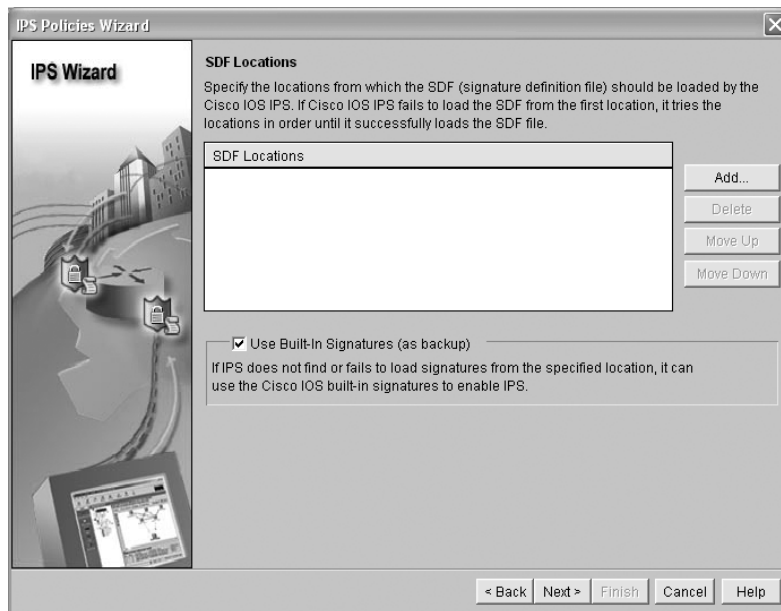 IPS Policies Wizard
IPS Wizard
SDF Locations
Specify the locations from which the SDF (signature definition file) should be loaded by the
Cisco IOS IPS. If Cisco IOS IPS fails to load the SDF from the first location, it tries the
locations in order until it successfully loads the SDF file.
SDF Locations
Add...
Delete
Move Up
Move Down
Use Built-In Signatures (as backup)
If IPS does not find or fails to load signatures from the specified location, it can
use the Cisco IOS built-in signatures to enable IPS.
< Back
Next >
Finish
Cancel
Help